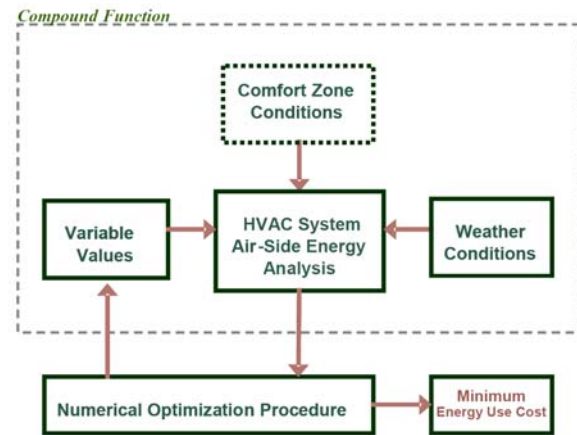 Compound Function
Comfort Zone
Conditions
Variable
Values
HVAC System
Air-Side Energy
Analysis
Weather
Conditions
Numerical Optimization Procedure
Minimum
Energy Use Cost